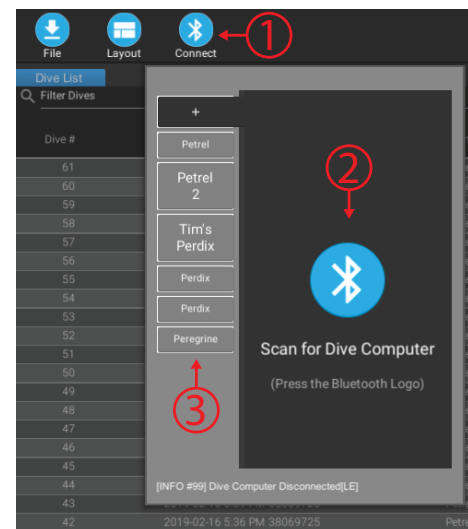 File Layout Connect 1
Dive List
Filter Dives
Dive #
+
Petrel
Petrel
2
Tim's
Perdix
Perdix
Perdix
Peregrine
3
2
Scan for Dive Computer
(Press the Bluetooth Logo)
[INFO #99] Dive Computer Disconnected[LE]
61
60
59
58
57
56
55
54
53
52
51
50
49
48
47
46
45
44
43
42 2019-02-16 5:36 PM 38069725 Petre